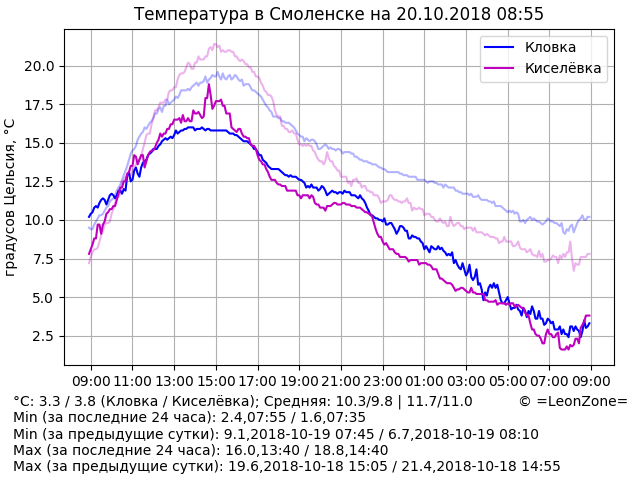 Температура в Смоленске на 20.10.2018 08:55
Кловка
Киселёвка
градусов Цельсия, °C
20.0
17.5
15.0
12.5
10.0
7.5
5.0
2.5
09:00 11:00 13:00 15:00 17:00 19:00 21:00 23:00 01:00 03:00 05:00 07:00 09:00
°C: 3.3 / 3.8 (Кловка / Киселёвка); Средняя: 10.3/9.8 | 11.7/11.0 © =LeonZone=
Min (за последние 24 часа): 2.4,07:55 / 1.6,07:35
Min (за предыдущие сутки): 9.1,2018-10-19 07:45 / 6.7,2018-10-19 08:10
Max (за последние 24 часа): 16.0,13:40 / 18.8,14:40
Max (за предыдущие сутки): 19.6,2018-10-18 15:05 / 21.4,2018-10-18 14:55